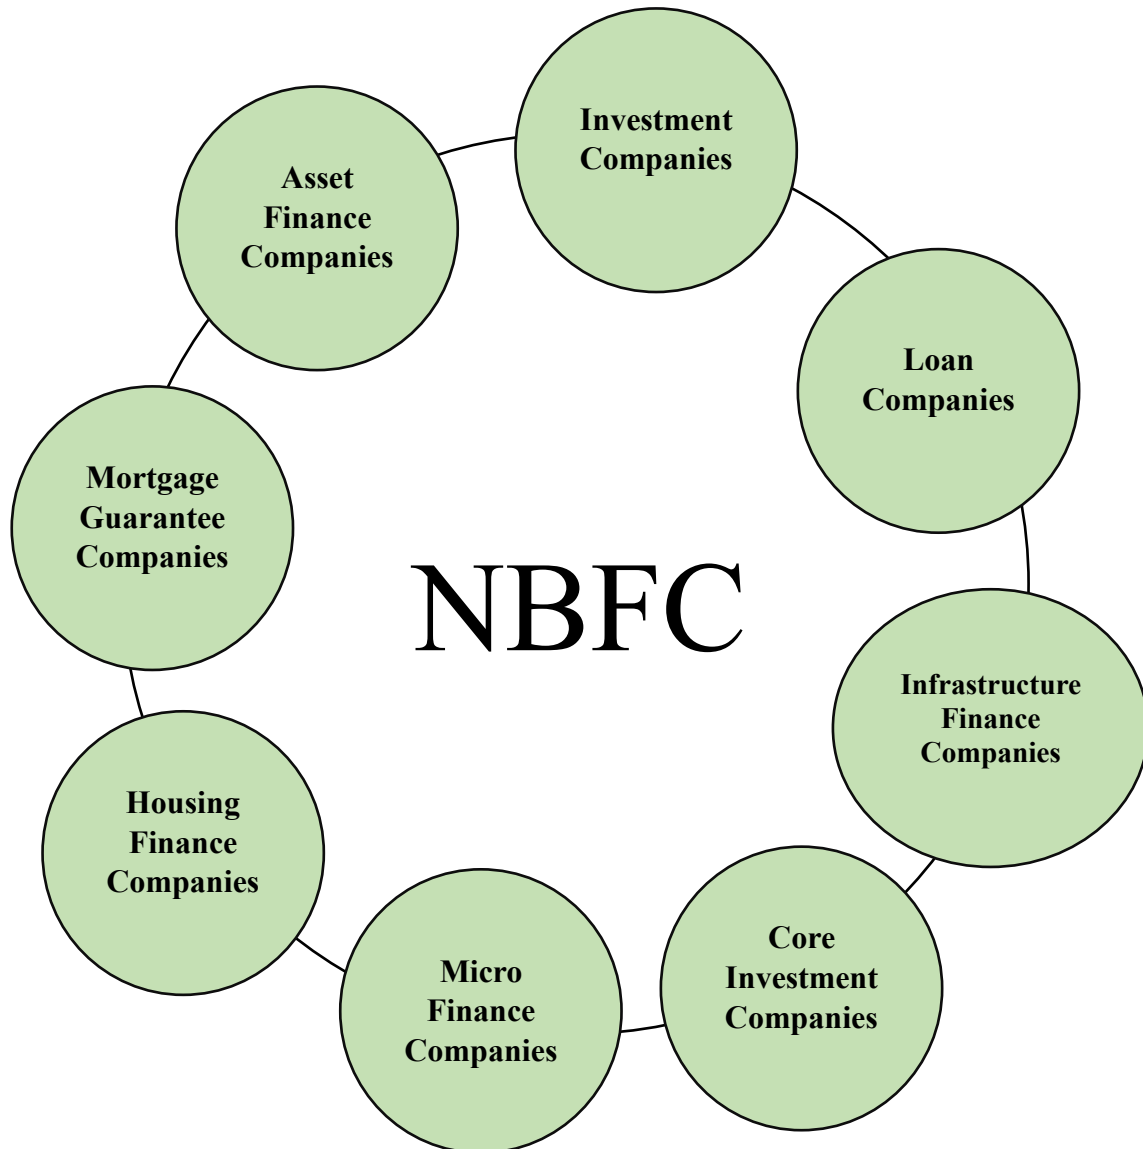 Investment
Companies
Asset
Finance
Companies
Loan
Companies
Mortgage
Guarantee
Companies
NBFC
Infrastructure
Finance
Companies
Housing
Finance
Companies
Core
Investment
Companies
Micro
Finance
Companies